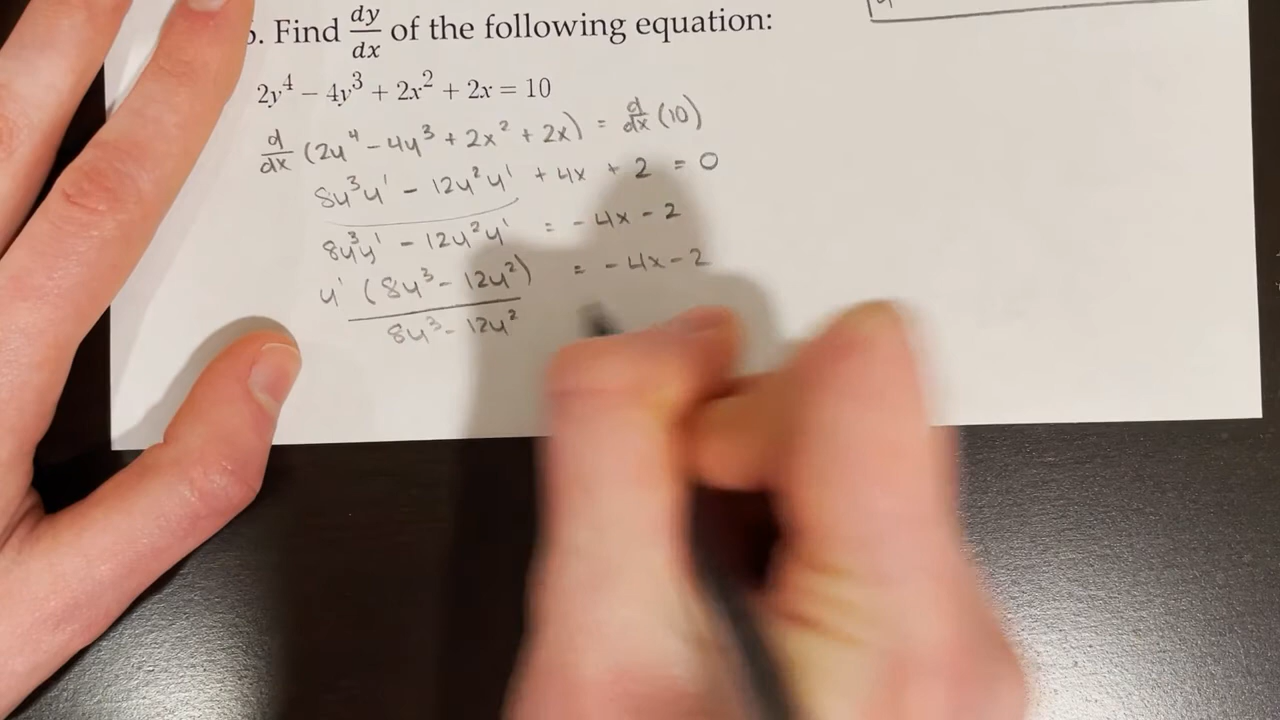 5. Find dy/dx of the following equation:
2y⁴ − 4y³ + 2x² + 2x = 10
d/dx (2y⁴ − 4y³ + 2x² + 2x) = d/dx (10)
8y³y' − 12y²y' + 4x + 2 = 0
8y³y' − 12y²y' = −4x − 2
y' (8y³ − 12y²) = −4x − 2
8y³ − 12y²